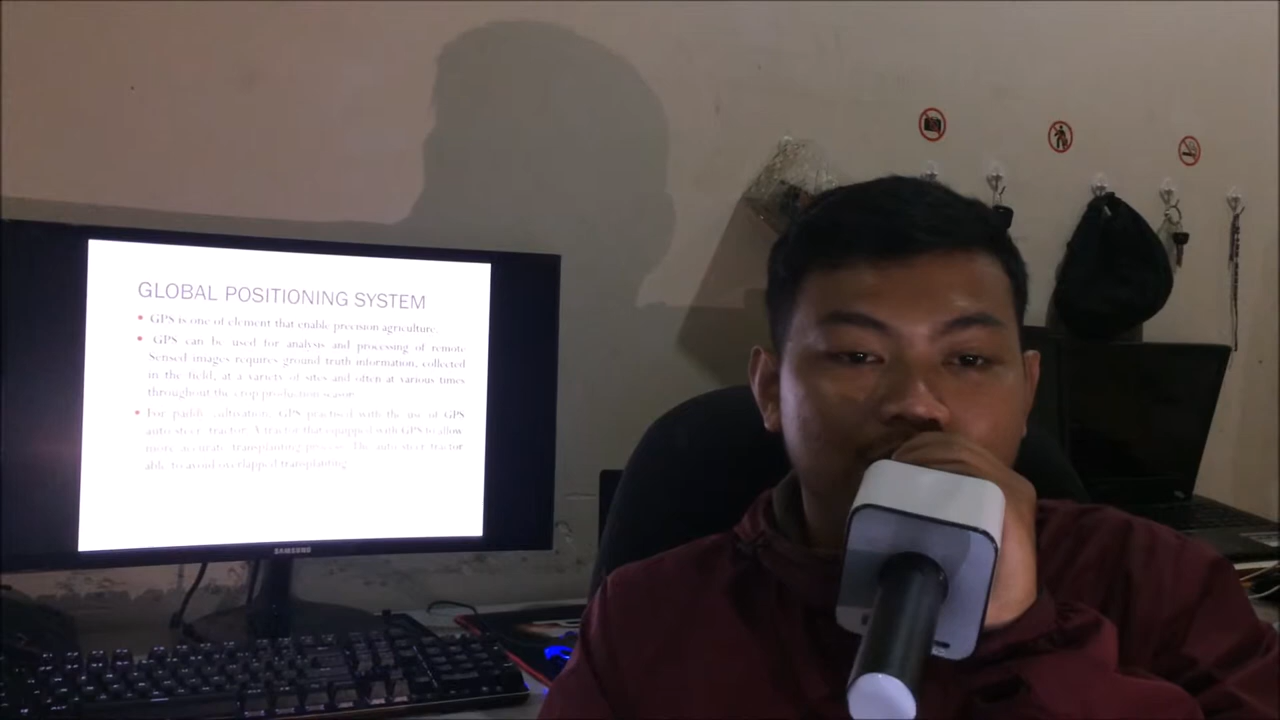 GLOBAL POSITIONING SYSTEM
GPS is one of element that enable precision agriculture.
GPS can be used for analysis and processing of remote
Sensed images requires ground truth information, collected
in the field, at a variety of sites and often at various times
throughout the crop production season
For paddy cultivation, GPS practised with the use of GPS
auto steer tractor. A tractor that equipped with GPS to allow
more accurate transplanting process. The auto steer tractor
able to avoid overlapped transplanting
SAMSUNG